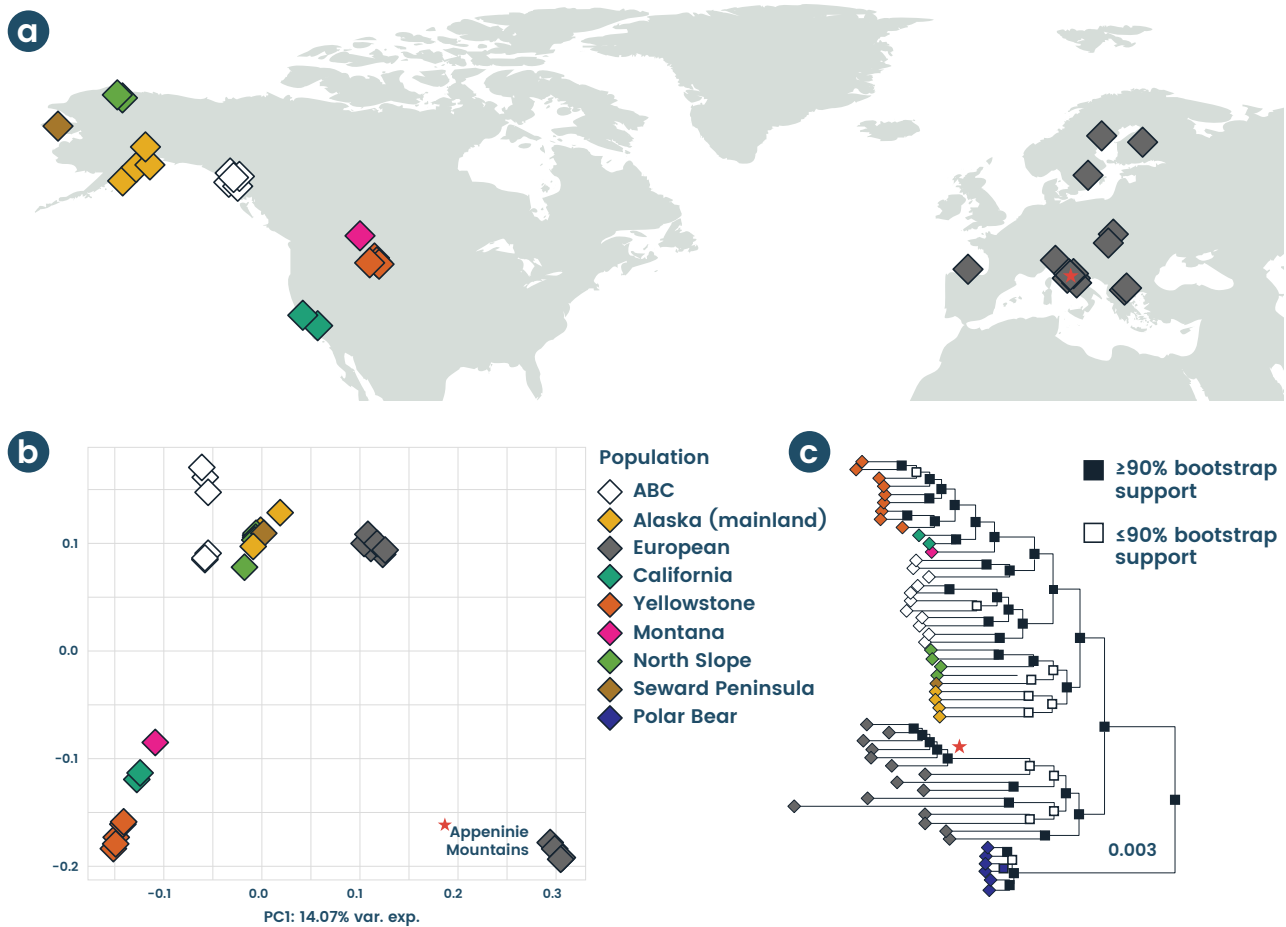 a
b
0.1
0.0
-0.1
-0.2
-0.1
0.0
0.1
0.2
0.3
PC1: 14.07% var. exp.
Appeninie
Mountains
Population
ABC
Alaska (mainland)
European
California
Yellowstone
Montana
North Slope
Seward Peninsula
Polar Bear
c
≥90% bootstrap
support
≤90% bootstrap
support
0.003